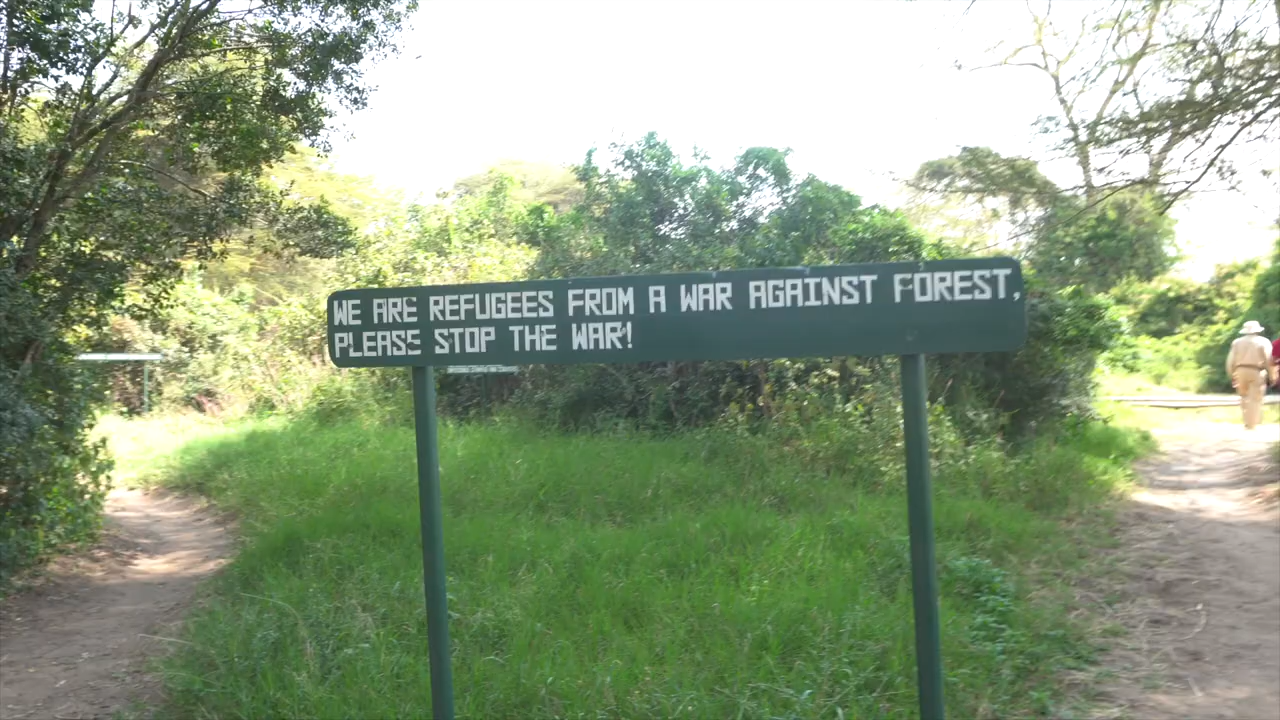 WE ARE REFUGEES FROM A WAR AGAINST FOREST,
PLEASE STOP THE WAR!